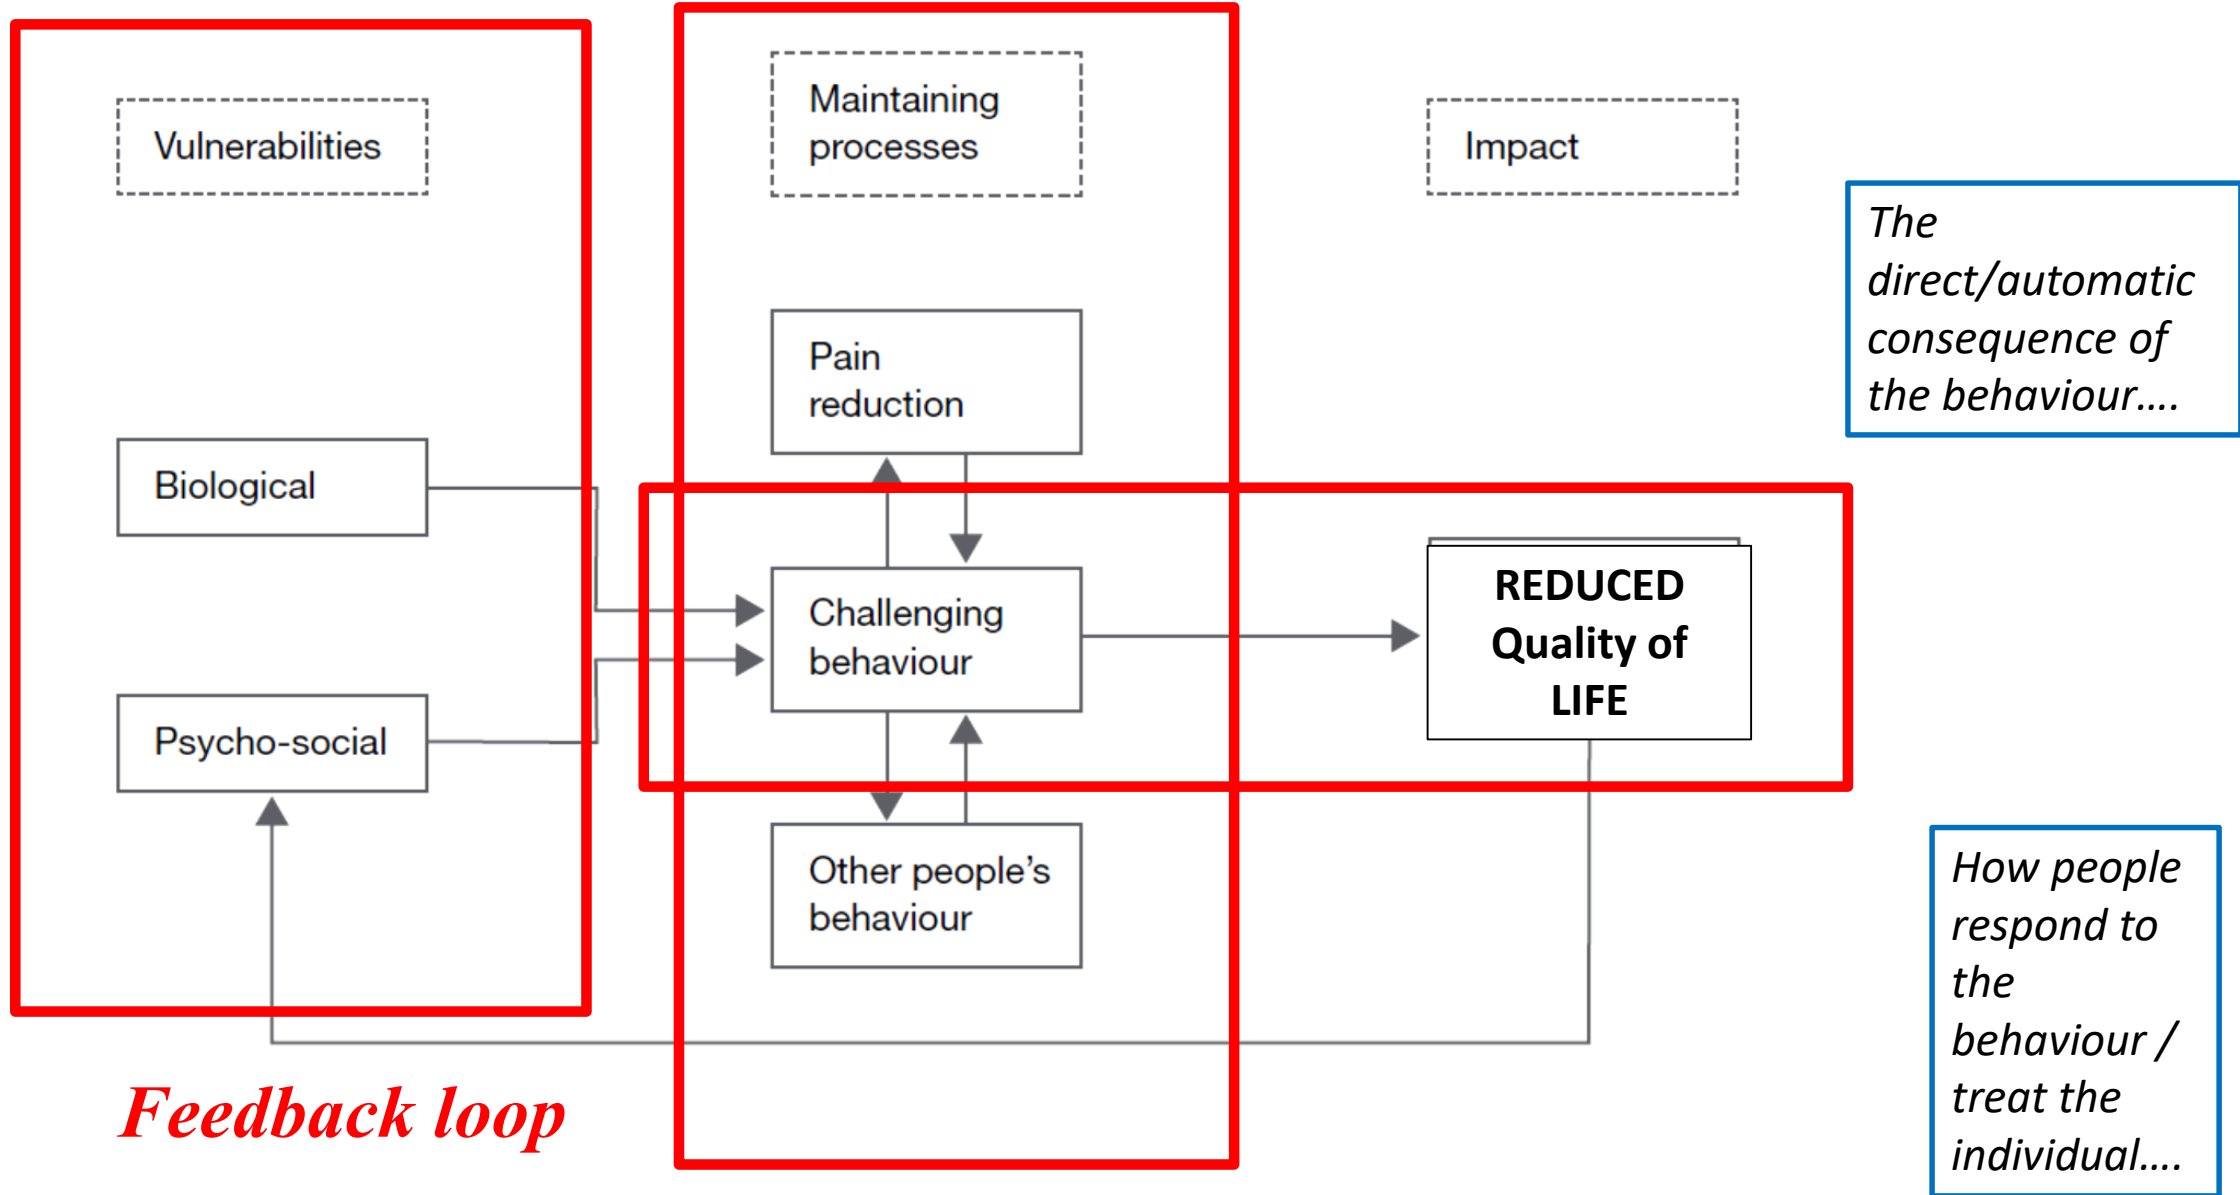 Vulnerabilities
Maintaining
processes
Impact
The
direct/automatic
consequence of
the behaviour....
Pain
reduction
Biological
Challenging
behaviour
REDUCED
Quality of
LIFE
Psycho-social
Other people's
behaviour
How people
respond to
the
behaviour /
treat the
individual....
Feedback loop